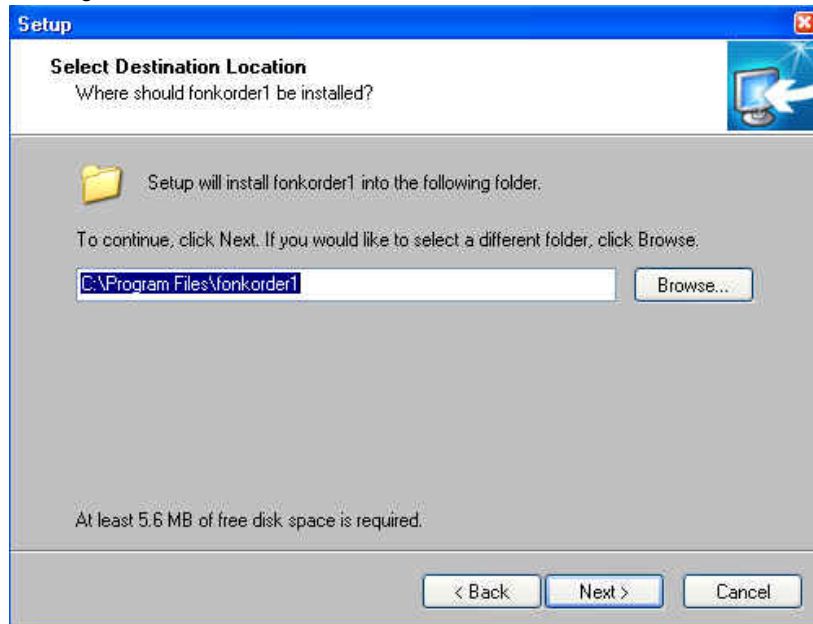 Setup
Select Destination Location
Where should fonkorder1 be installed?
Setup will install fonkorder1 into the following folder.
To continue, click Next. If you would like to select a different folder, click Browse.
C:\Program Files\fonkorder1
Browse...
At least 5.6 MB of free disk space is required.
< Back
Next >
Cancel